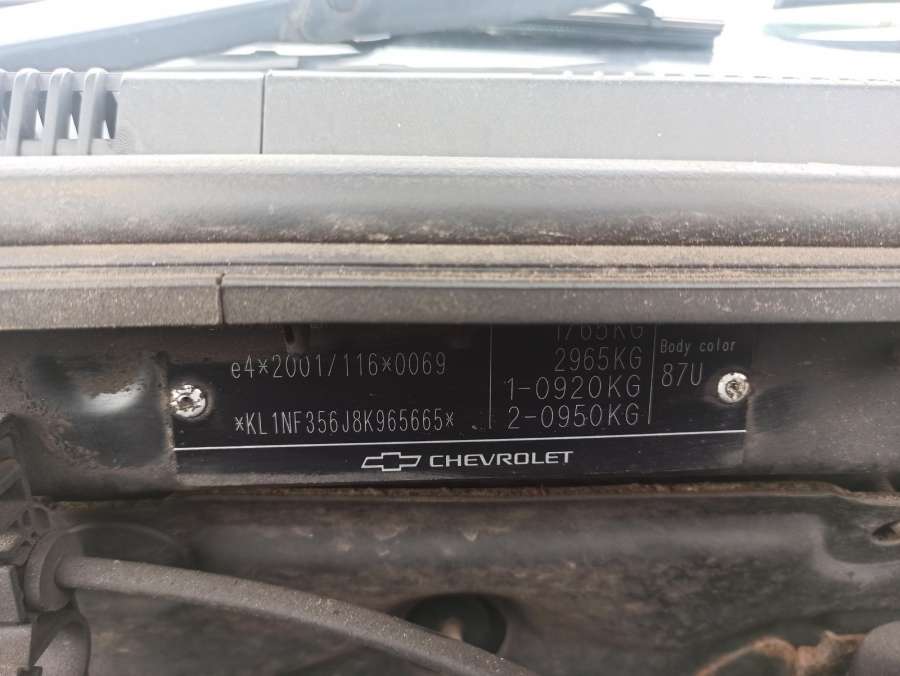 e4*2001/116*0069
*KL1NF356J8K965665*
1765KG
2965KG
1-0920KG
2-0950KG
Body color
87U
CHEVROLET